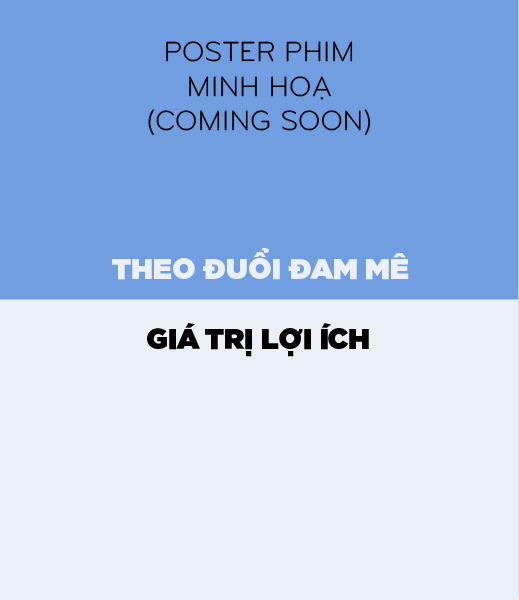 POSTER PHIM
MINH HOẠ
(COMING SOON)
THEO ĐUỔI ĐAM MÊ
GIÁ TRỊ LỢI ÍCH